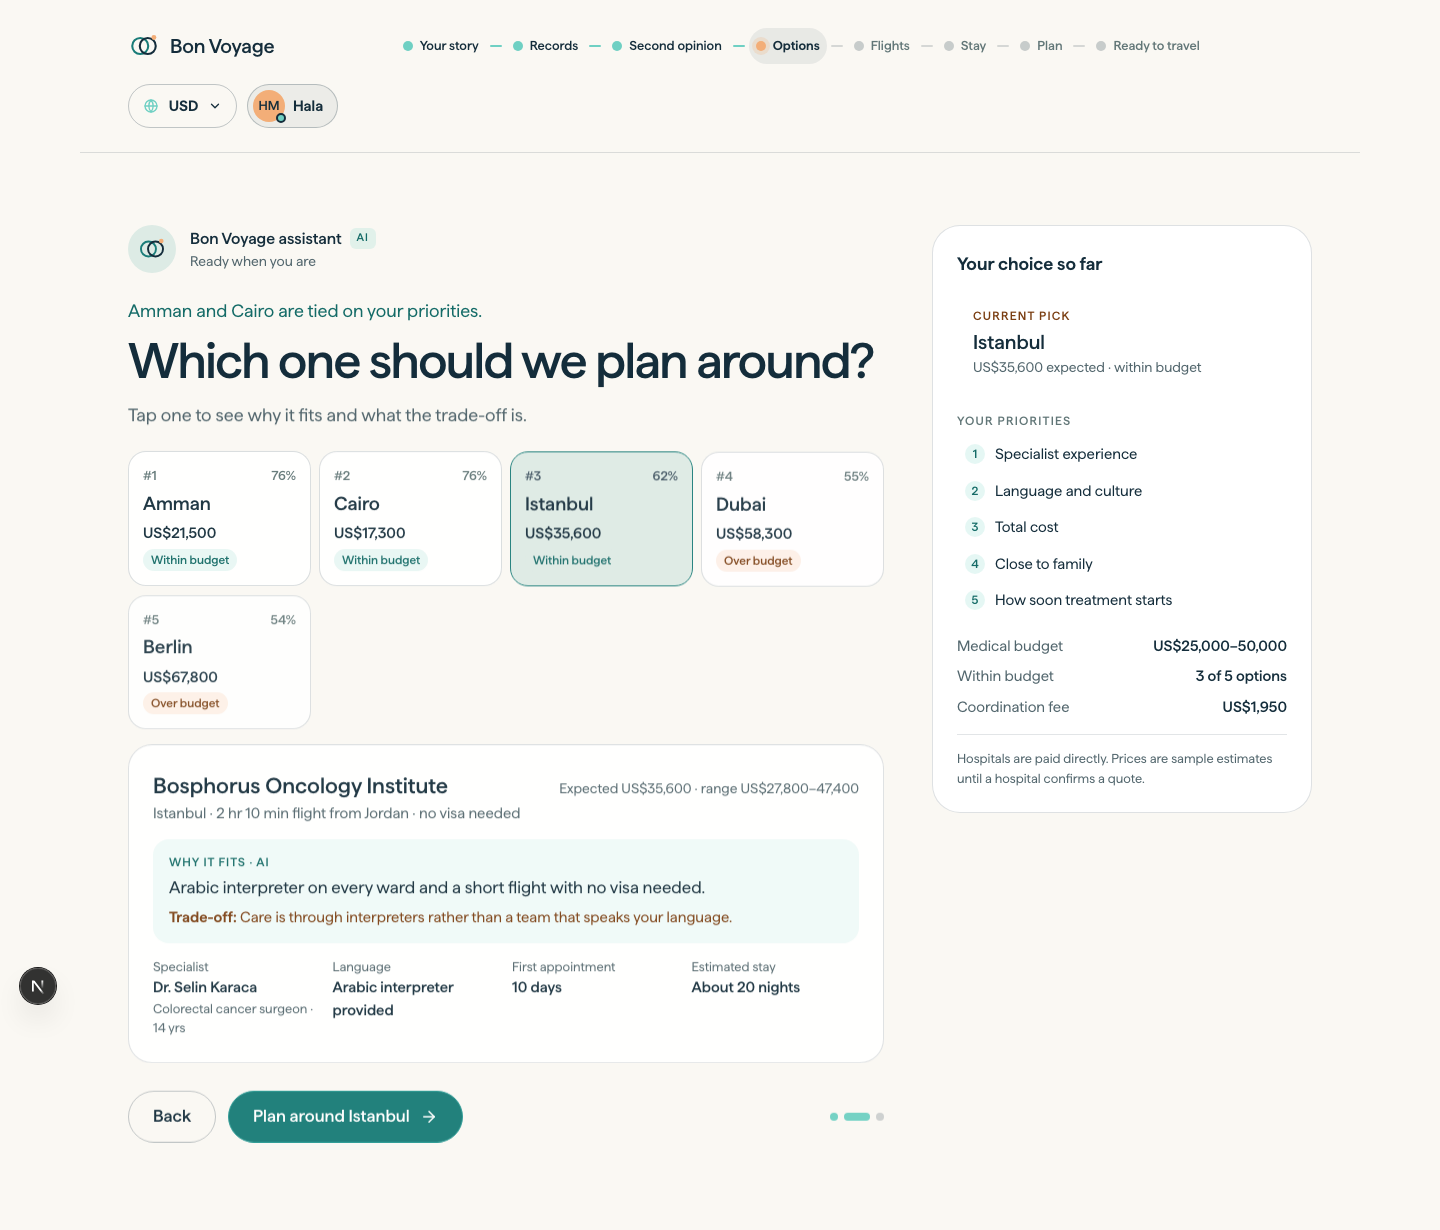 Bon Voyage
Your story
Records
Second opinion
Options
Flights
Stay
Plan
Ready to travel
USD
HM
Hala
Bon Voyage assistant AI
Ready when you are
Amman and Cairo are tied on your priorities.
Which one should we plan around?
Tap one to see why it fits and what the trade-off is.
#1 76%
Amman
US$21,500
Within budget
#2 76%
Cairo
US$17,300
Within budget
#3 62%
Istanbul
US$35,600
Within budget
#4 55%
Dubai
US$58,300
Over budget
#5 54%
Berlin
US$67,800
Over budget
Bosphorus Oncology Institute
Expected US$35,600 · range US$27,800–47,400
Istanbul · 2 hr 10 min flight from Jordan · no visa needed
WHY IT FITS · AI
Arabic interpreter on every ward and a short flight with no visa needed.
Trade-off: Care is through interpreters rather than a team that speaks your language.
Specialist
Dr. Selin Karaca
Colorectal cancer surgeon ·
14 yrs
Language
Arabic interpreter
provided
First appointment
10 days
Estimated stay
About 20 nights
Back
Plan around Istanbul
Your choice so far
CURRENT PICK
Istanbul
US$35,600 expected · within budget
YOUR PRIORITIES
1 Specialist experience
2 Language and culture
3 Total cost
4 Close to family
5 How soon treatment starts
Medical budget US$25,000–50,000
Within budget 3 of 5 options
Coordination fee US$1,950
Hospitals are paid directly. Prices are sample estimates
until a hospital confirms a quote.
N